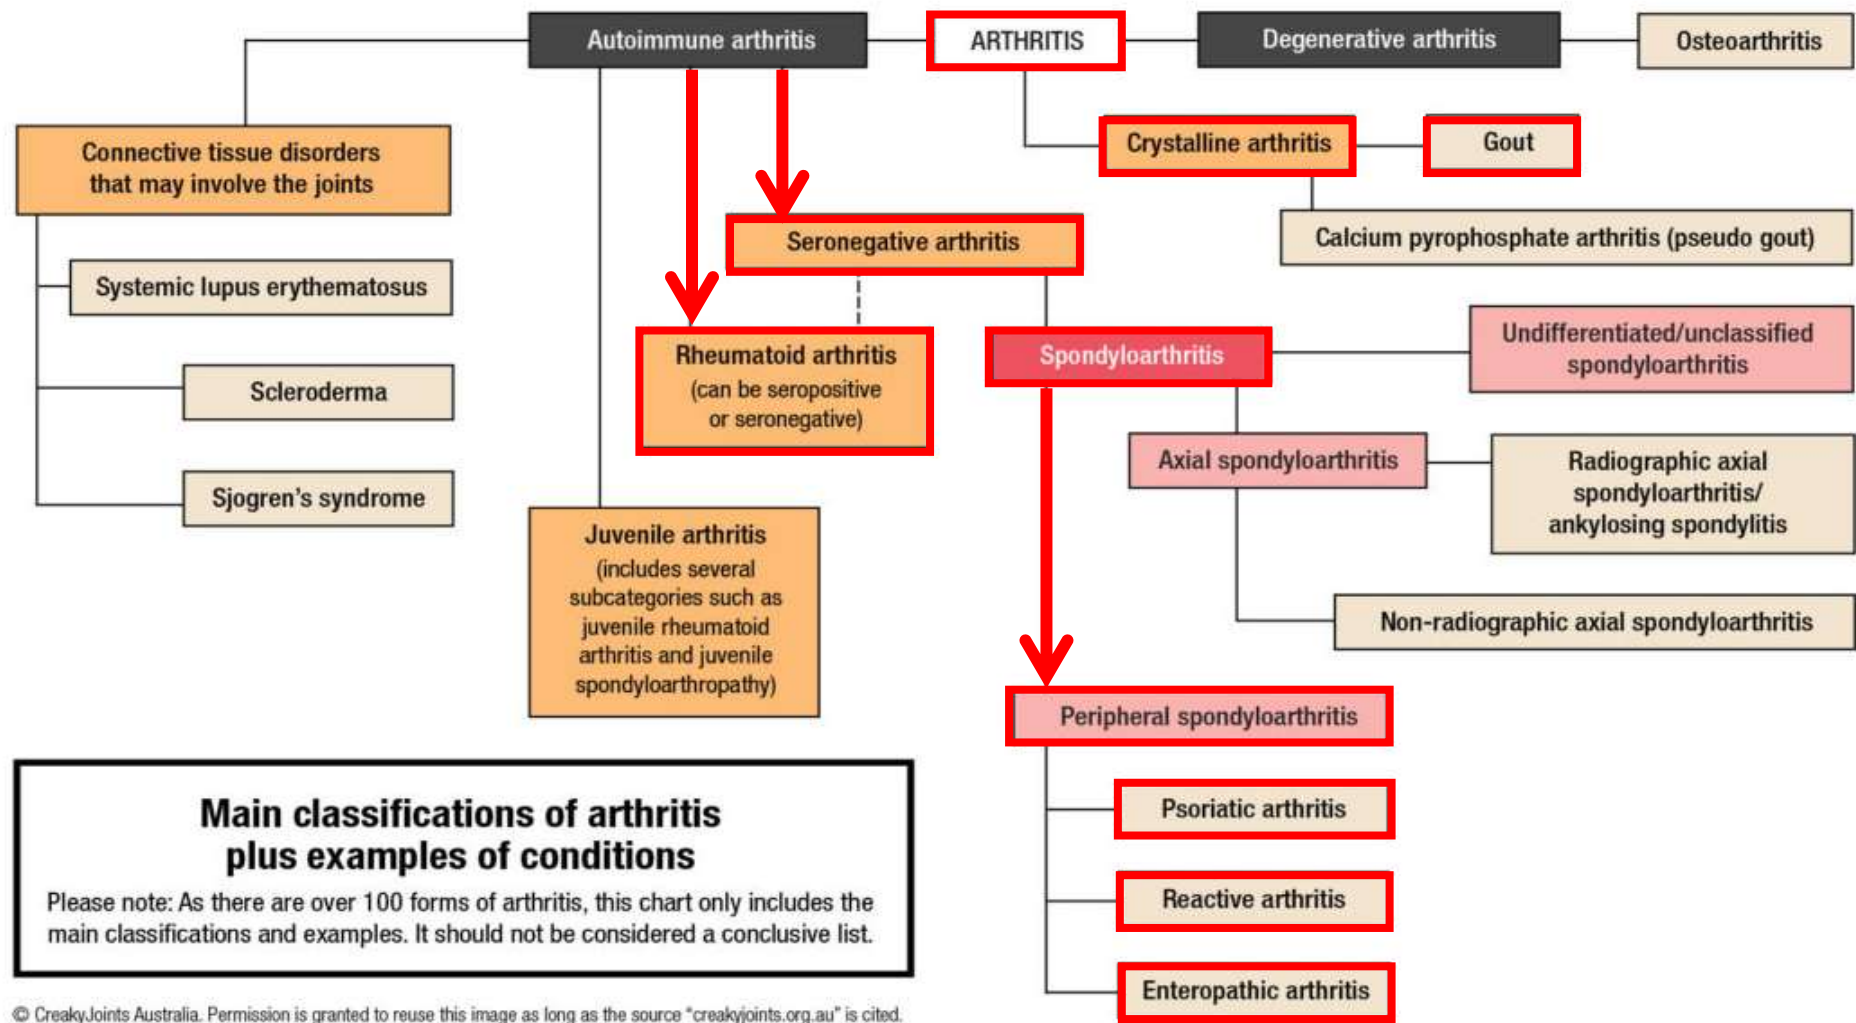 Autoimmune arthritis
ARTHRITIS
Degenerative arthritis
Osteoarthritis
Connective tissue disorders
that may involve the joints
Crystalline arthritis
Gout
Seronegative arthritis
Calcium pyrophosphate arthritis (pseudo gout)
Systemic lupus erythematosus
Rheumatoid arthritis
(can be seropositive
or seronegative)
Spondyloarthritis
Undifferentiated/unclassified
spondyloarthritis
Scleroderma
Axial spondyloarthritis
Radiographic axial
spondyloarthritis/
ankylosing spondylitis
Sjogren's syndrome
Juvenile arthritis
(includes several
subcategories such as
juvenile rheumatoid
arthritis and juvenile
spondyloarthropathy)
Non-radiographic axial spondyloarthritis
Peripheral spondyloarthritis
Psoriatic arthritis
Reactive arthritis
Enteropathic arthritis
Main classifications of arthritis
plus examples of conditions
Please note: As there are over 100 forms of arthritis, this chart only includes the
main classifications and examples. It should not be considered a conclusive list.
© CreakyJoints Australia. Permission is granted to reuse this image as long as the source "creakyjoints.org.au" is cited.